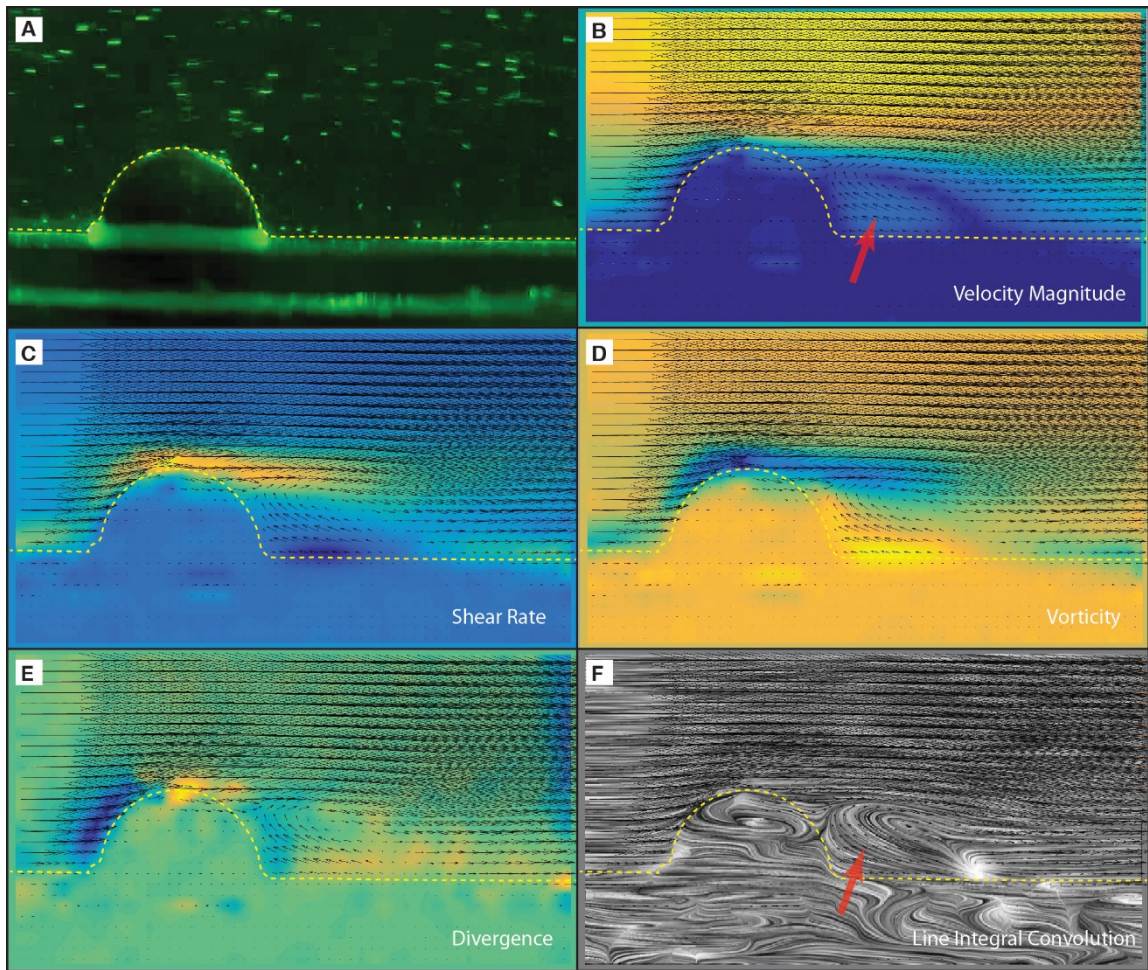 A
B
Velocity Magnitude
C
Shear Rate
D
Vorticity
E
Divergence
F
Line Integral Convolution